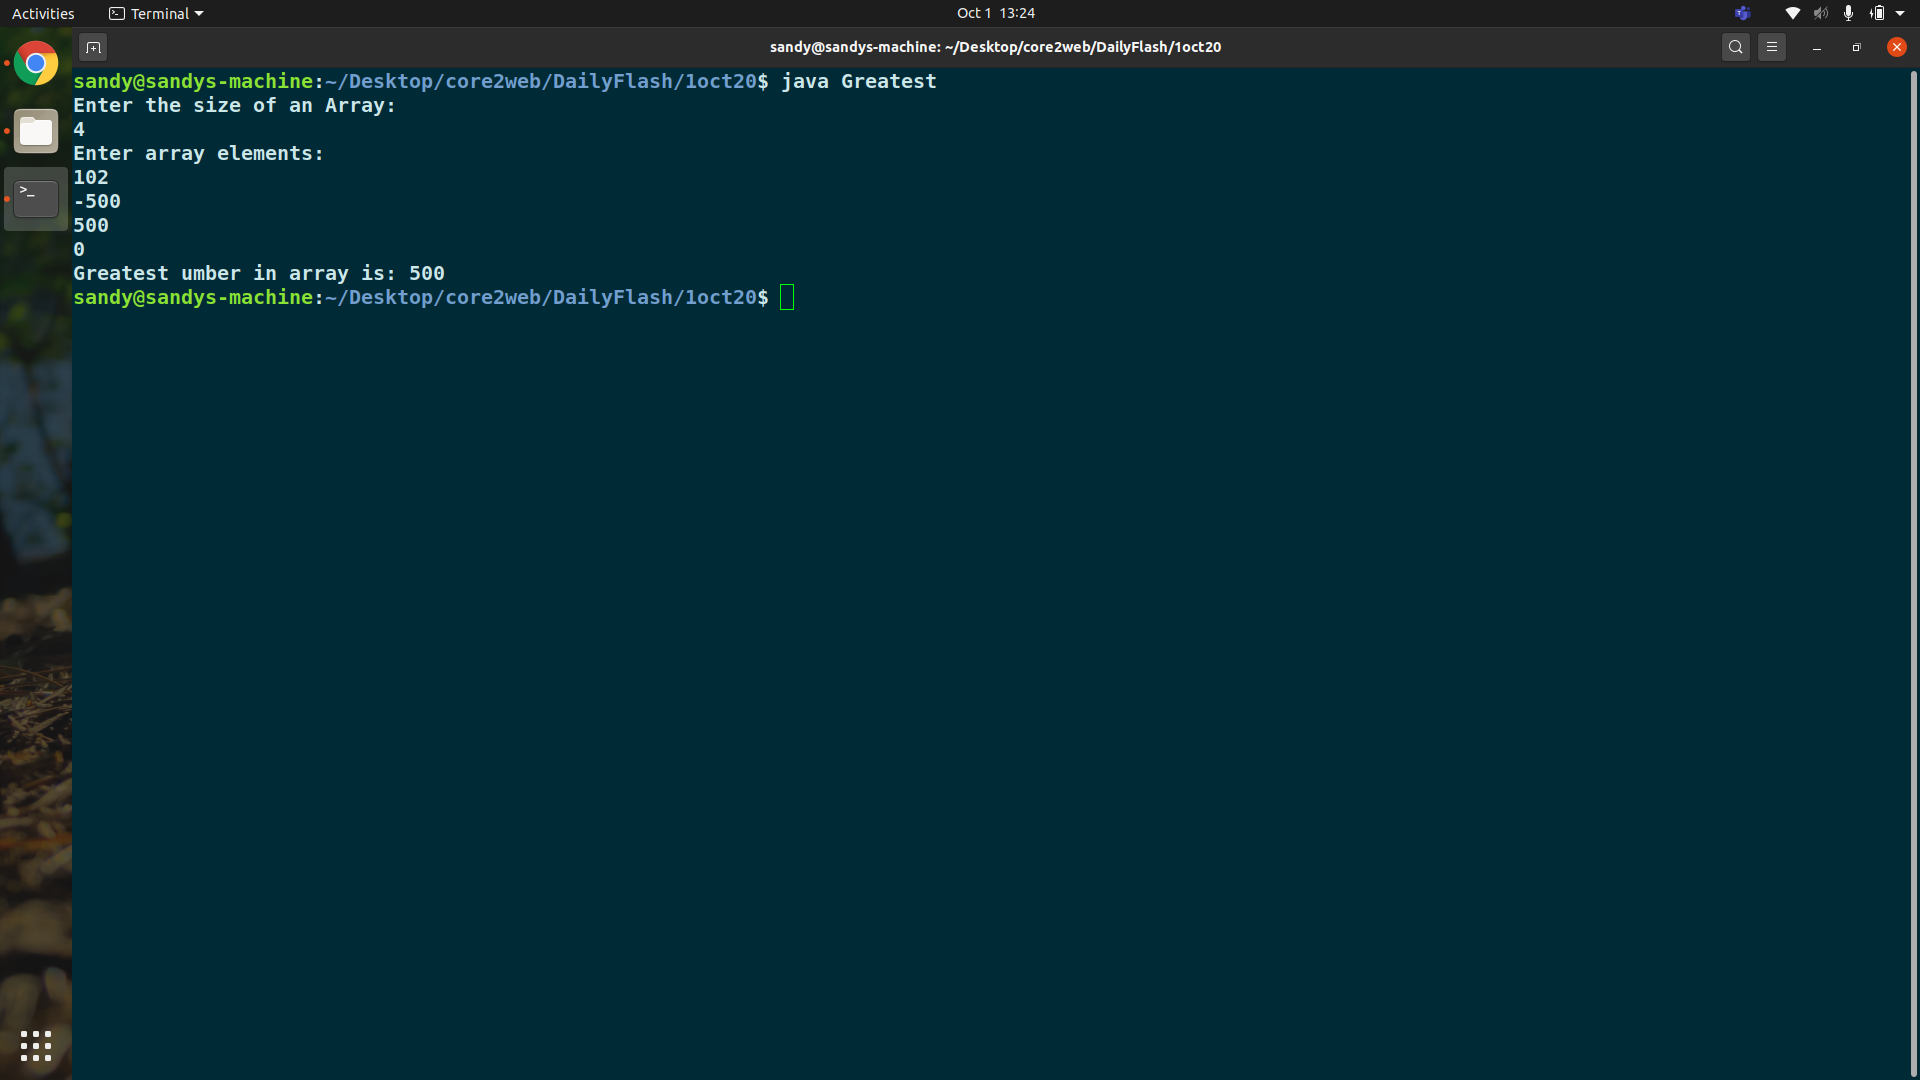 Activities Terminal Oct 1 13:24
sandy@sandys-machine: ~/Desktop/core2web/DailyFlash/1oct20
sandy@sandys-machine:~/Desktop/core2web/DailyFlash/1oct20$ java Greatest
Enter the size of an Array:
4
Enter array elements:
102
-500
500
0
Greatest umber in array is: 500
sandy@sandys-machine:~/Desktop/core2web/DailyFlash/1oct20$